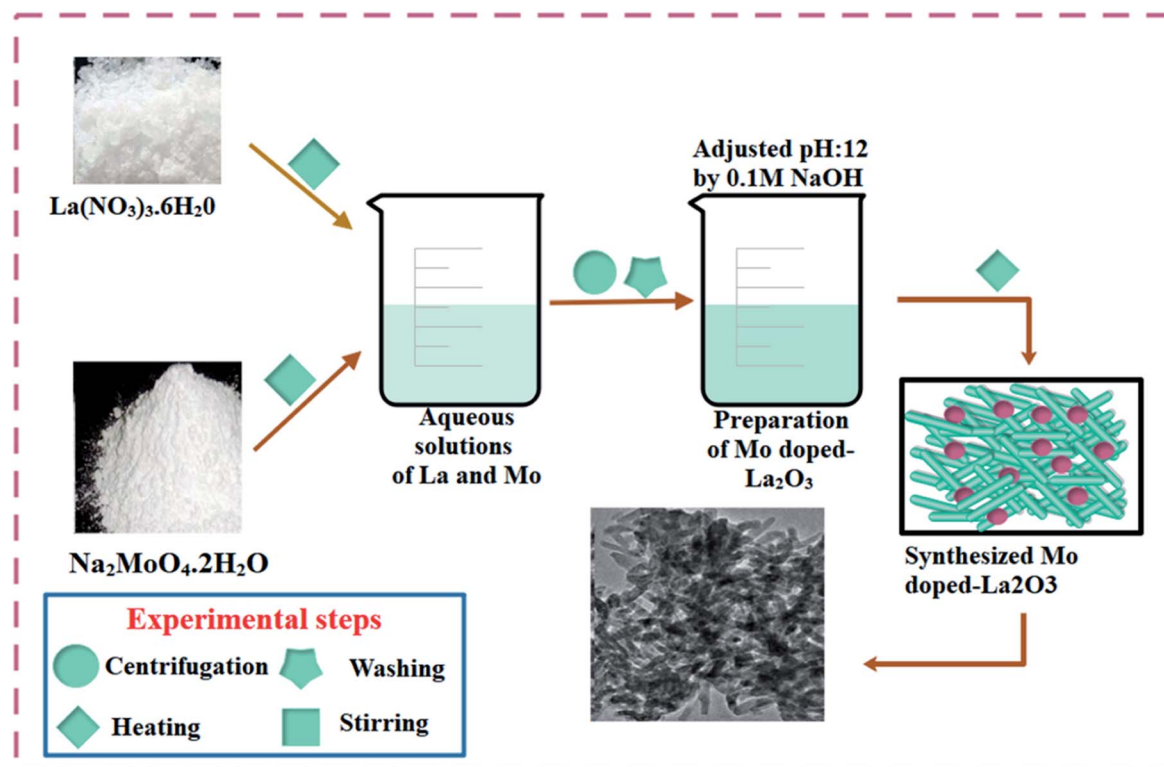 La(NO₃)₃.6H₂0
Adjusted pH:12
by 0.1M NaOH
Aqueous
solutions
of La and Mo
Preparation
of Mo doped-
La₂O₃
Na₂MoO₄.2H₂O
Synthesized Mo
doped-La2O3
Experimental steps
Centrifugation
Washing
Heating
Stirring